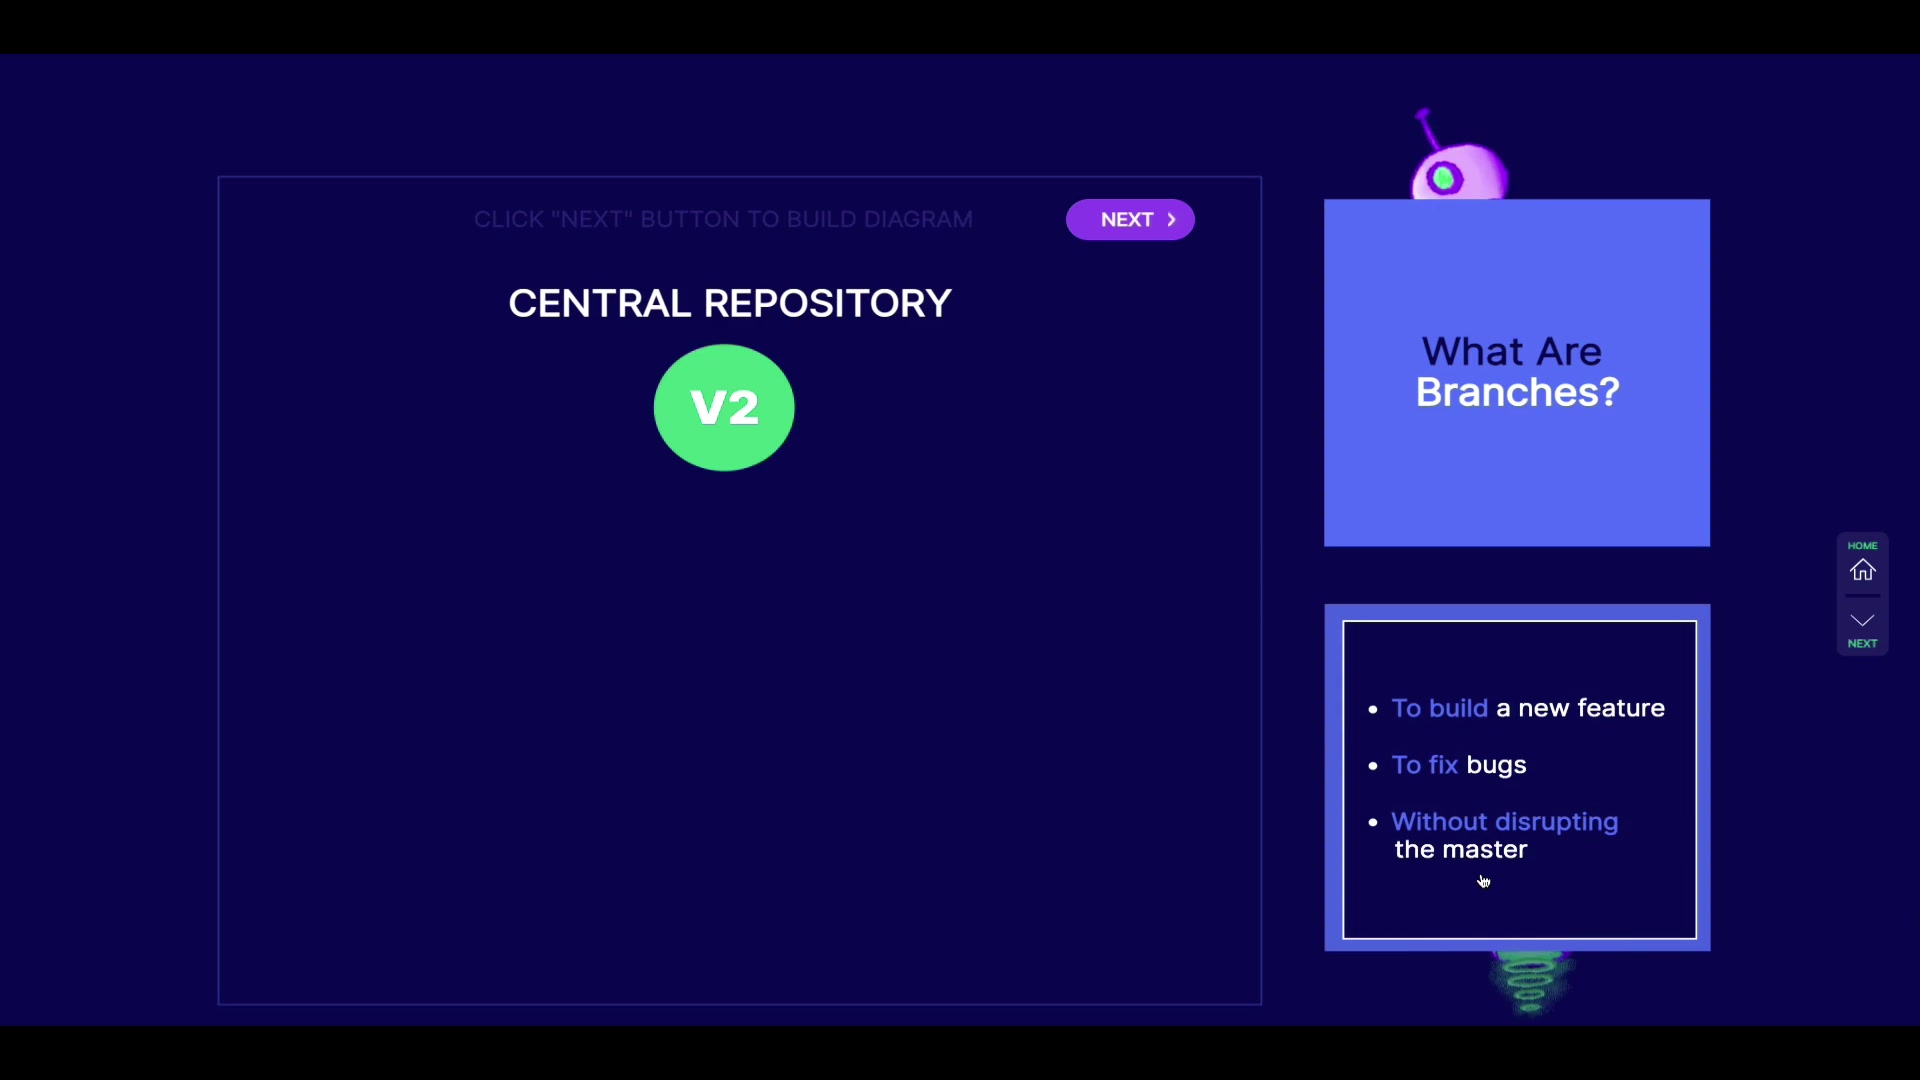 CLICK "NEXT" BUTTON TO BUILD DIAGRAM
NEXT
CENTRAL REPOSITORY
V2
What Are
Branches?
• To build a new feature
• To fix bugs
• Without disrupting
the master
HOME
NEXT